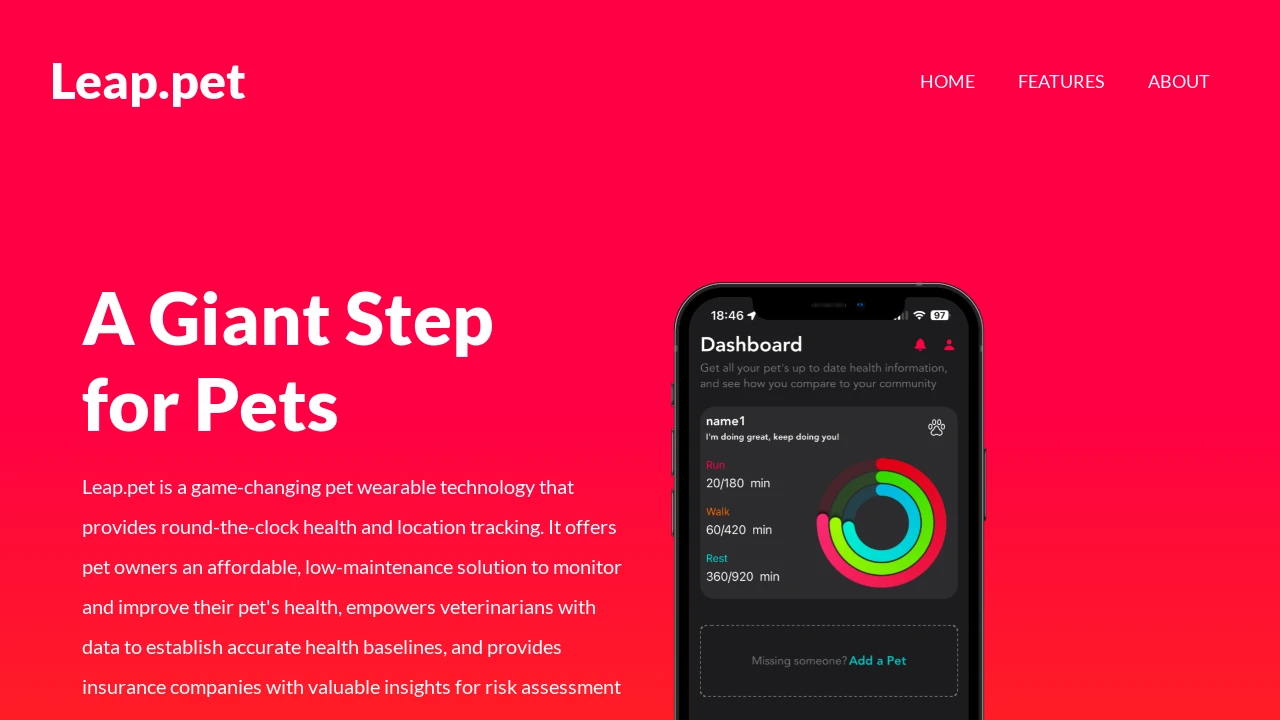 Leap.pet
HOME
FEATURES
ABOUT
A Giant Step
for Pets
Leap.pet is a game-changing pet wearable technology that
provides round-the-clock health and location tracking. It offers
pet owners an affordable, low-maintenance solution to monitor
and improve their pet's health, empowers veterinarians with
data to establish accurate health baselines, and provides
insurance companies with valuable insights for risk assessment
18:46
97
Dashboard
Get all your pet's up to date health information,
and see how you compare to your community
name1
I'm doing great, keep doing you!
Run
20/180 min
Walk
60/420 min
Rest
360/920 min
Missing someone? Add a Pet